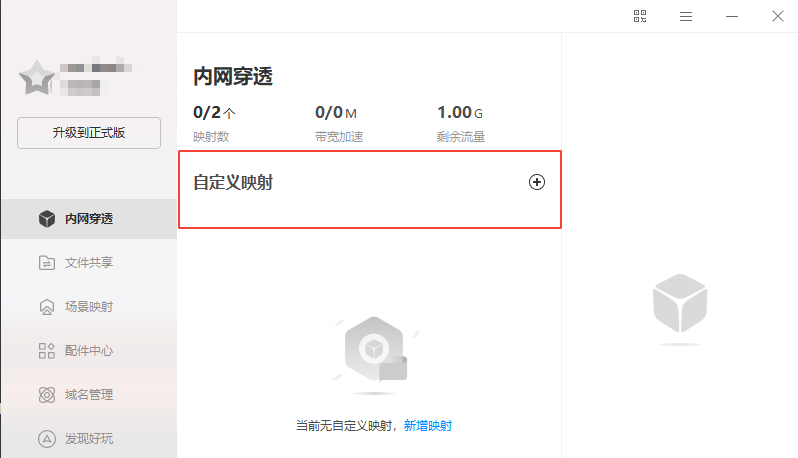 升级到正式版
内网穿透
文件共享
场景映射
配件中心
域名管理
发现好玩
内网穿透
0/2个
映射数
0/0M
带宽加速
1.00G
剩余流量
自定义映射
当前无自定义映射，新增映射